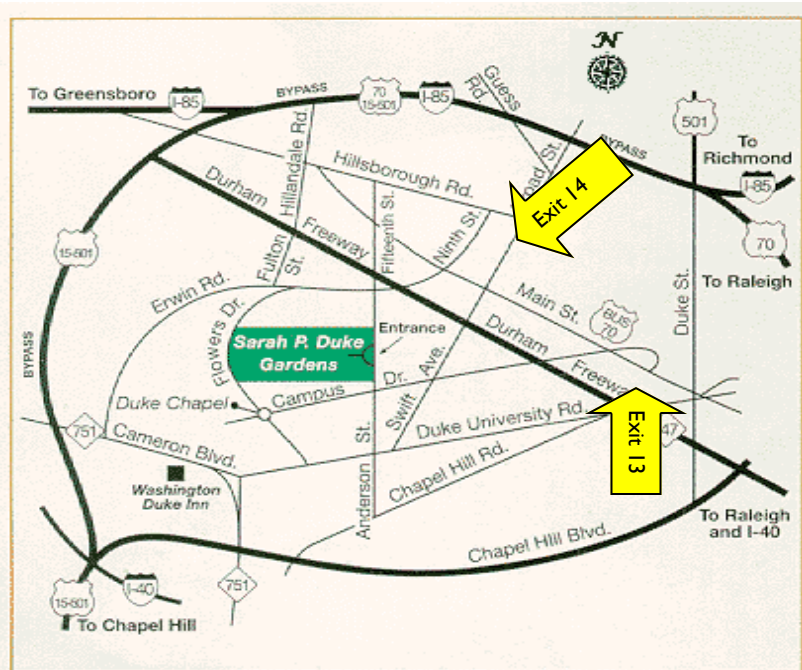 N
To Greensboro
I-85
BYPASS
70
15-501
I-85
Guess
Rd.
501
To
Richmond
I-85
BYPASS
70
To Raleigh
Hillandale Rd.
Hillsborough Rd.
Exit 14
Durham
Freeway
Fulton
St.
Fifteenth St.
Ninth St.
15-501
Erwin Rd.
Flowers Dr.
Main St.
BUS
70
Duke St.
BYPASS
Sarah P. Duke
Gardens
Entrance
Durham
Freeway
Duke Chapel
Campus
Dr.
Swift
Ave.
Duke University Rd.
Exit 13
47
751
Cameron Blvd.
Washington
Duke Inn
Anderson
St.
Chapel Hill Rd.
Chapel Hill Blvd.
To Raleigh
and I-40
751
15-501
I-40
To Chapel Hill